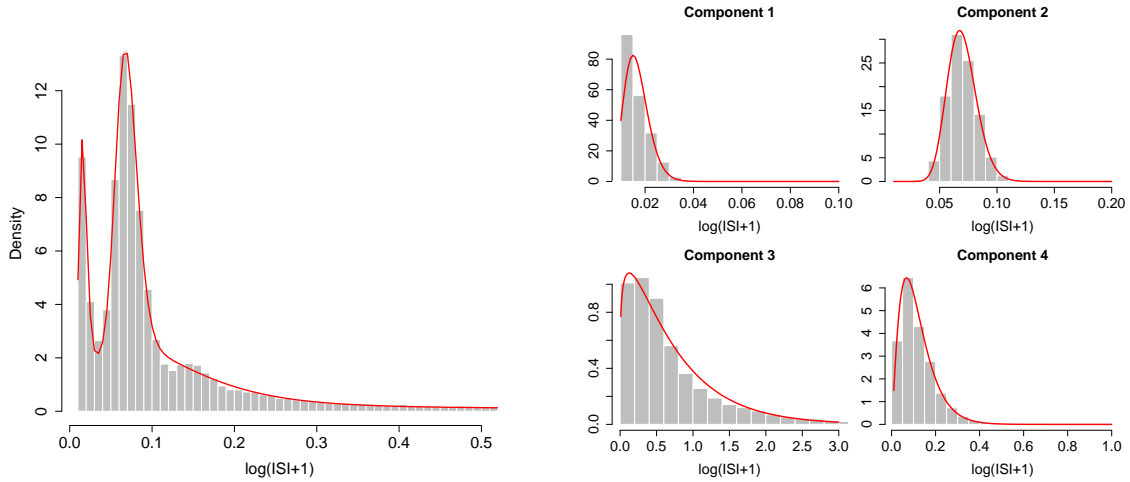 Density
12
10
8
6
4
2
0
0.0 0.1 0.2 0.3 0.4 0.5
log(ISI+1)
Component 1
80
60
40
20
0
0.02 0.04 0.06 0.08 0.10
log(ISI+1)
Component 2
25
15
5
0
0.05 0.10 0.15 0.20
log(ISI+1)
Component 3
0.8
0.4
0.0
0.0 0.5 1.0 1.5 2.0 2.5 3.0
log(ISI+1)
Component 4
6
5
4
3
2
1
0
0.0 0.2 0.4 0.6 0.8 1.0
log(ISI+1)